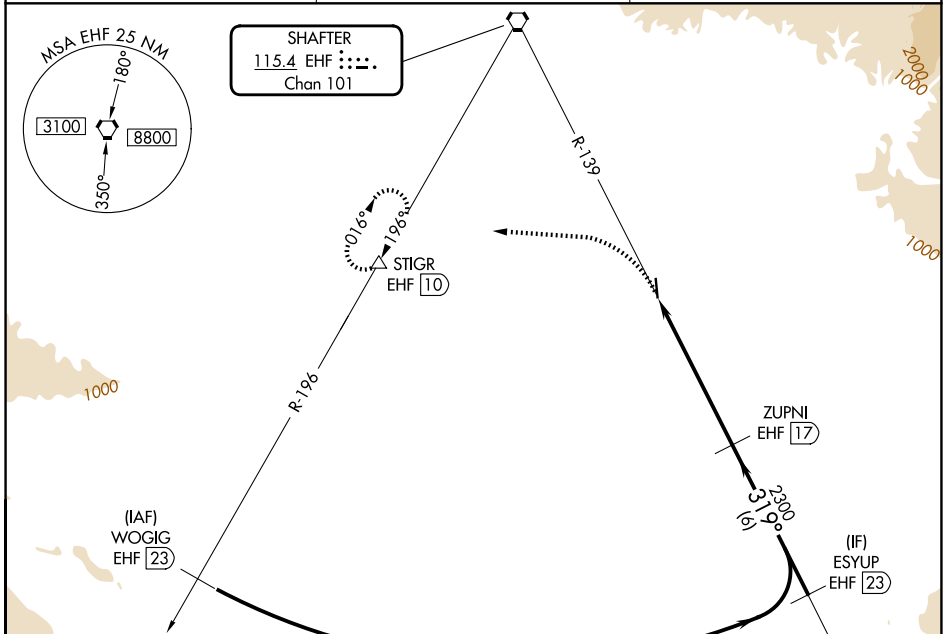 MSA EHF 25 NM
180°
3100
8800
350°
SHAFTER
115.4 EHF
Chan 101
2000
1000
R-139
016°
196°
STIGR
EHF 10
1000
1000
R-196
ZUPNI
EHF 17
2300
319°
(6)
(IAF)
WOGIG
EHF 23
(IF)
ESYUP
EHF 23